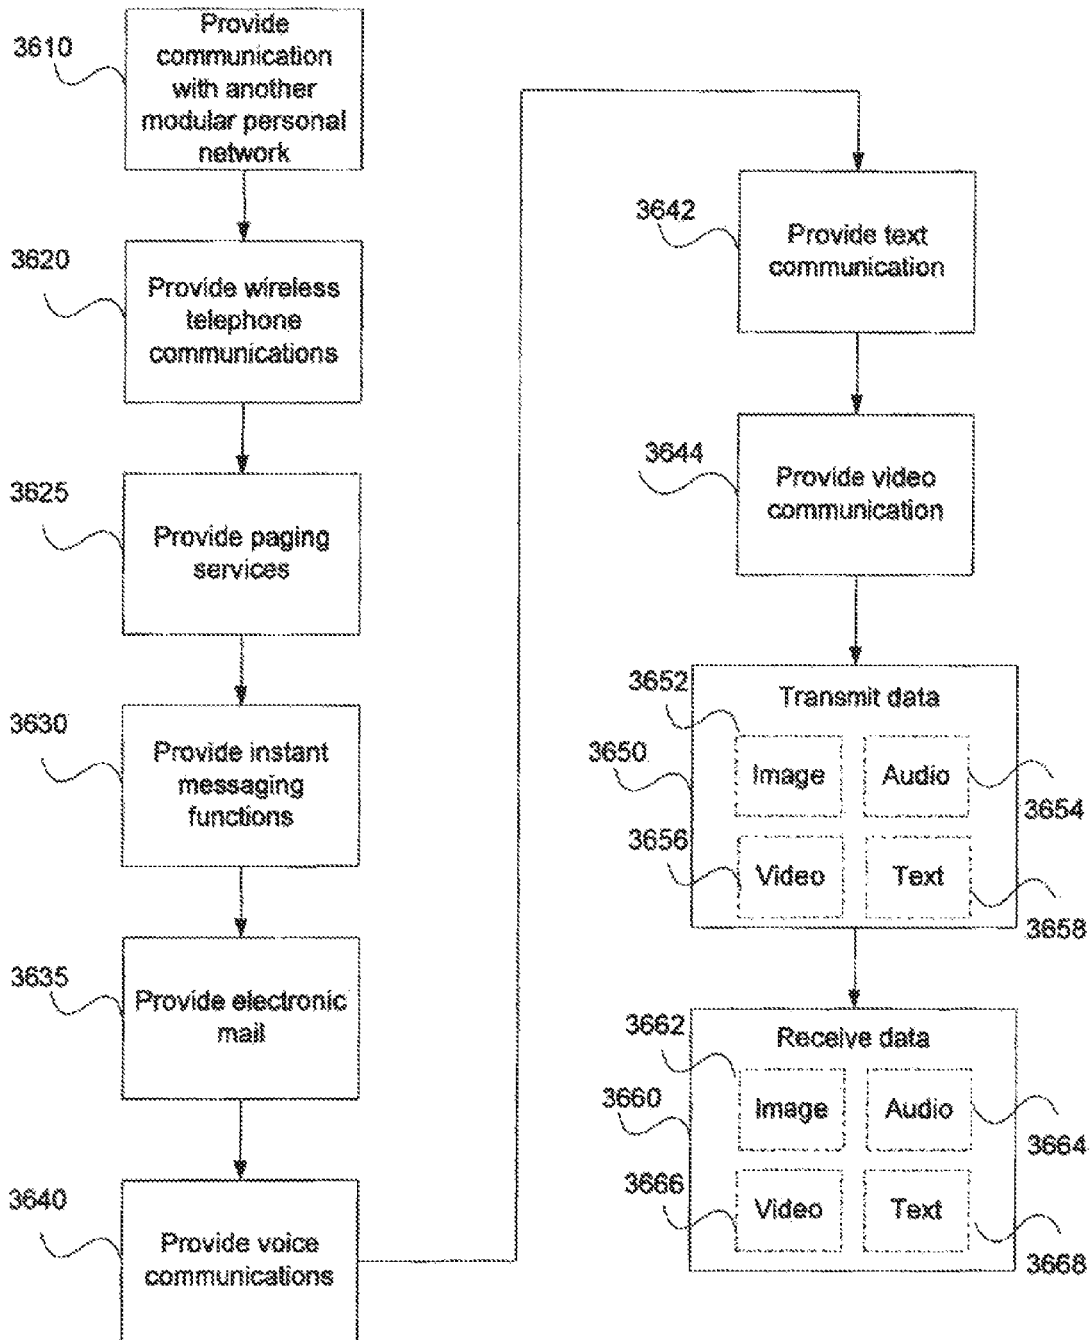 3610
Provide
communication
with another
modular personal
network
3620
Provide wireless
telephone
communications
3625
Provide paging
services
3630
Provide instant
messaging
functions
3635
Provide electronic
mail
3640
Provide voice
communications
3642
Provide text
communication
3644
Provide video
communication
3650
Transmit data
3652
Image
Audio
3654
3656
Video
Text
3658
3660
Receive data
3662
Image
Audio
3664
3666
Video
Text
3668